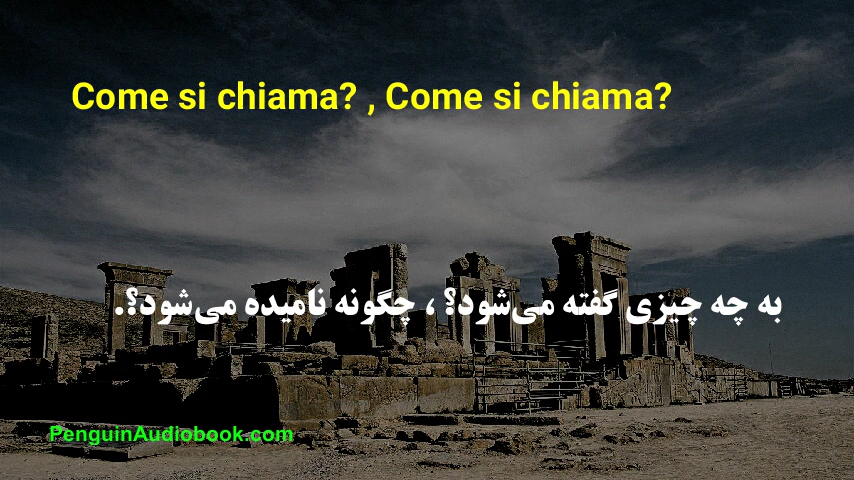 Come si chiama? , Come si chiama?
به چه چیزی گفته می‌شود؟ ، چگونه نامیده می‌شود؟.
PenguinAudiobook.com